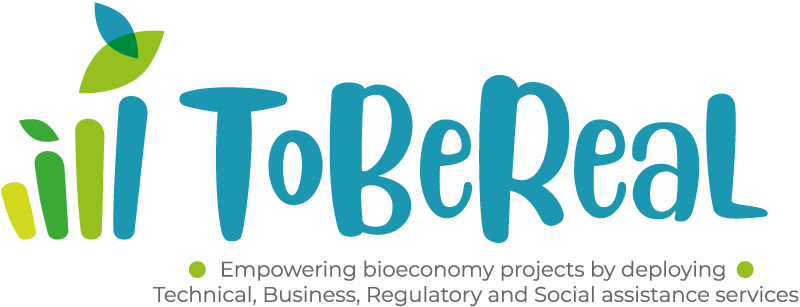 ToBeReaL
Empowering bioeconomy projects by deploying
Technical, Business, Regulatory and Social assistance services